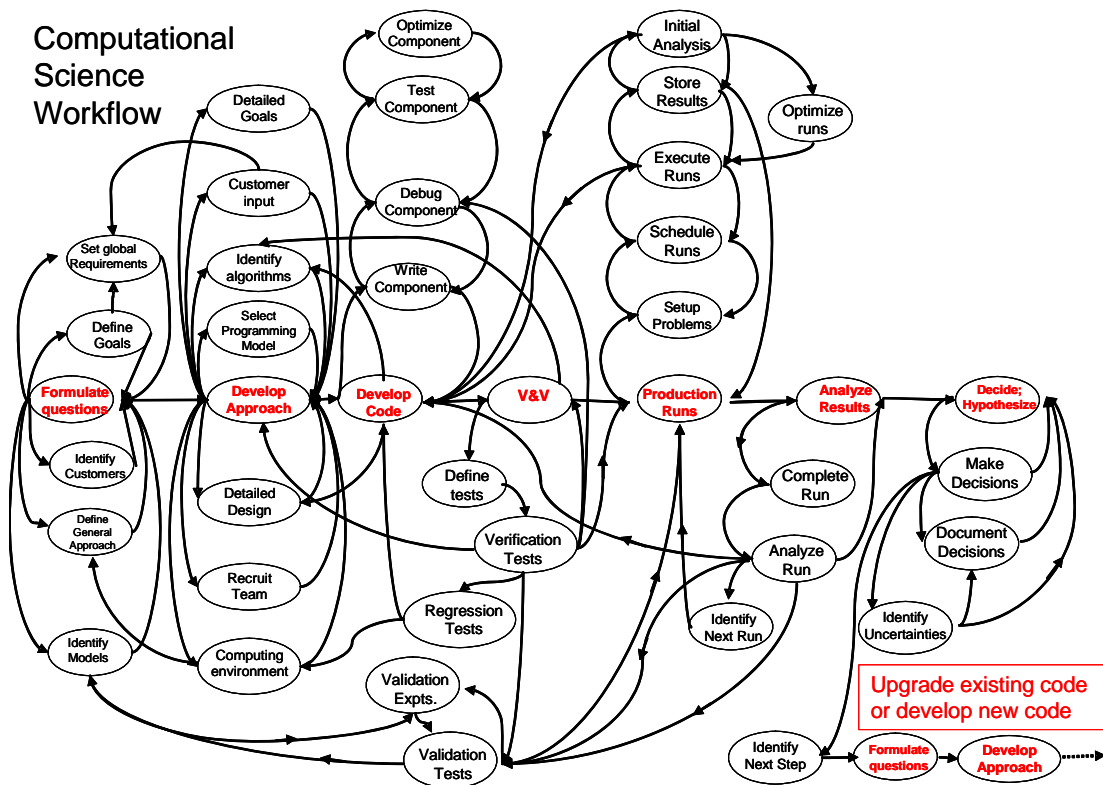 Computational
Science
Workflow
Optimize
Component
Test
Component
Debug
Component
Write
Component
Detailed
Goals
Customer
input
Identify
algorithms
Select
Programming
Model
Develop
Approach
Detailed
Design
Recruit
Team
Computing
environment
Set global
Requirements
Define
Goals
Formulate
questions
Identify
Customers
Define
General
Approach
Identify
Models
Develop
Code
V&V
Define
tests
Verification
Tests
Regression
Tests
Validation
Expts.
Validation
Tests
Initial
Analysis
Store
Results
Optimize
runs
Execute
Runs
Schedule
Runs
Setup
Problems
Production
Runs
Analyze
Results
Complete
Run
Analyze
Run
Identify
Next Run
Decide;
Hypothesize
Make
Decisions
Document
Decisions
Identify
Uncertainties
Upgrade existing code
or develop new code
Identify
Next Step
Formulate
questions
Develop
Approach